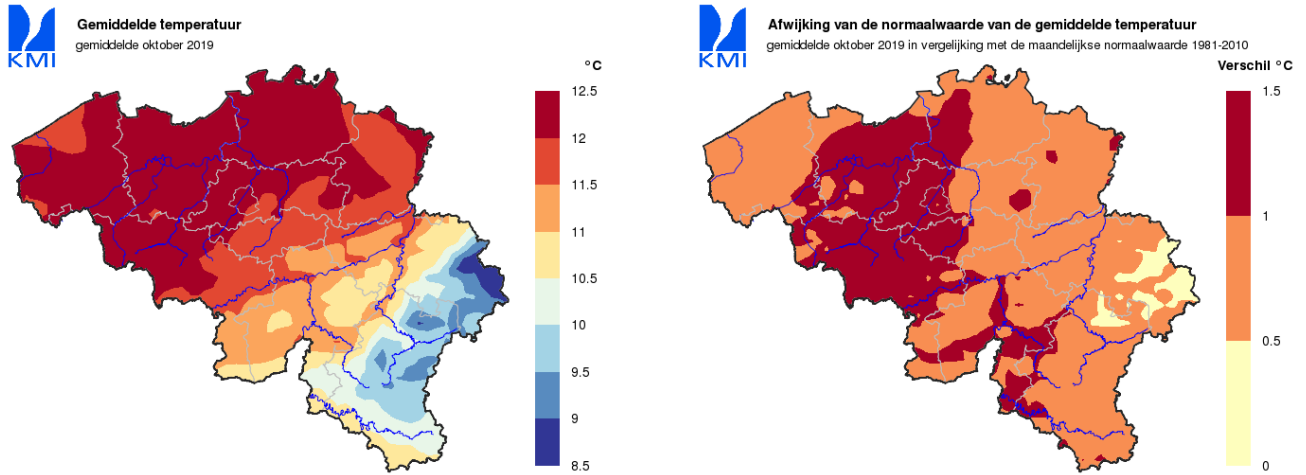 KMI
Gemiddelde temperatuur
gemiddelde oktober 2019
°C
12.5
12
11.5
11
10.5
10
9.5
9
8.5
KMI
Afwijking van de normaalwaarde van de gemiddelde temperatuur
gemiddelde oktober 2019 in vergelijking met de maandelijkse normaalwaarde 1981-2010
Verschil °C
1.5
1
0.5
0